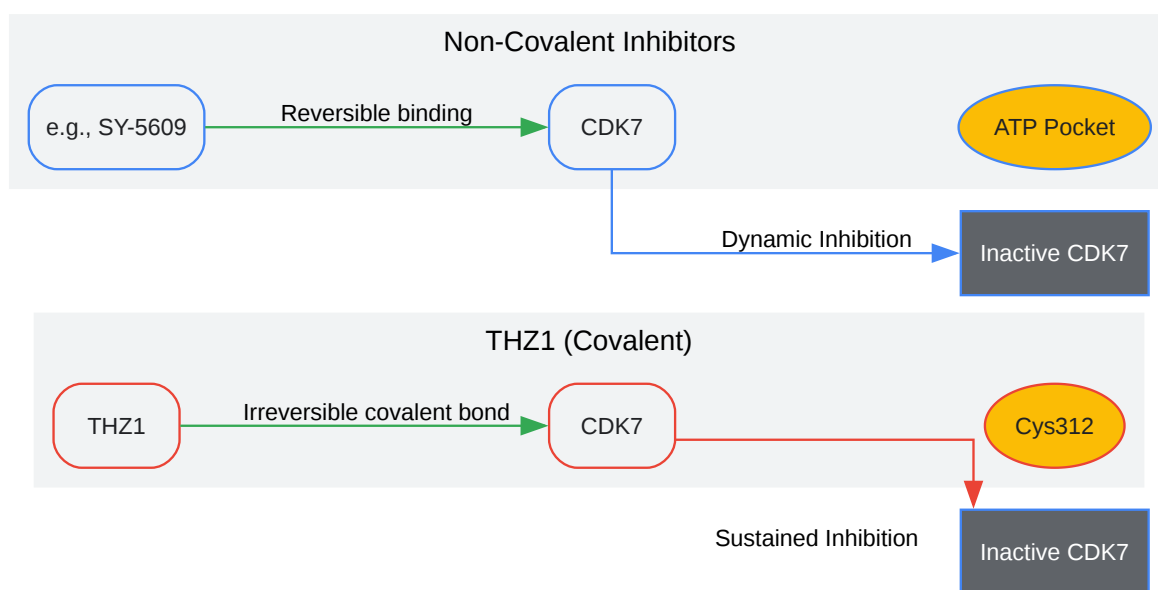 Non-Covalent Inhibitors
e.g., SY-5609
Reversible binding
CDK7
ATP Pocket
Dynamic Inhibition
Inactive CDK7
THZ1 (Covalent)
THZ1
Irreversible covalent bond
CDK7
Cys312
Sustained Inhibition
Inactive CDK7